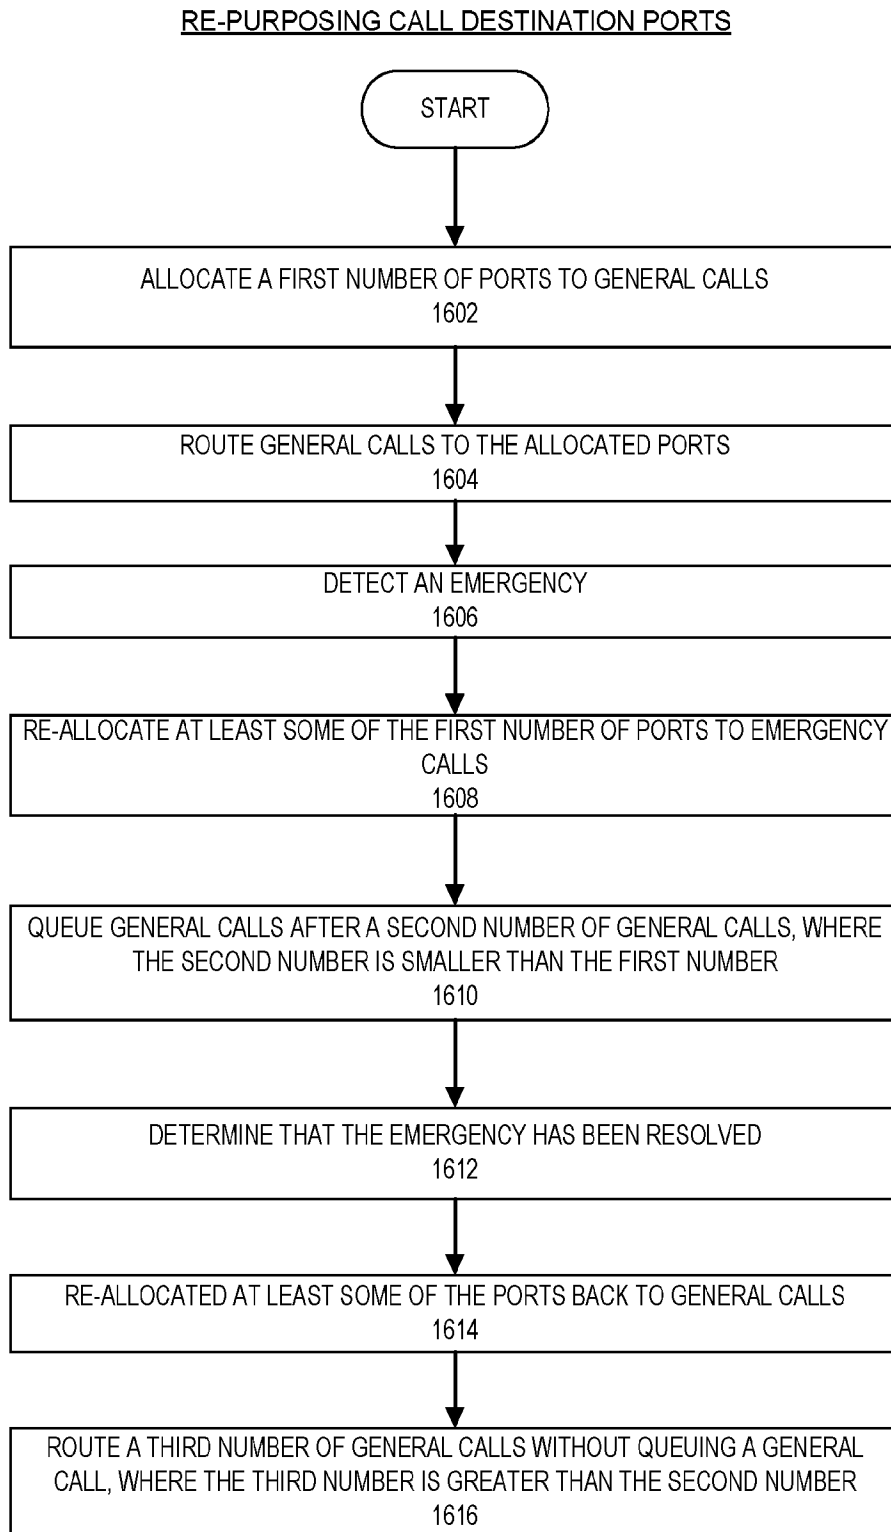 RE-PURPOSING CALL DESTINATION PORTS
START
ALLOCATE A FIRST NUMBER OF PORTS TO GENERAL CALLS
1602
ROUTE GENERAL CALLS TO THE ALLOCATED PORTS
1604
DETECT AN EMERGENCY
1606
RE-ALLOCATE AT LEAST SOME OF THE FIRST NUMBER OF PORTS TO EMERGENCY
CALLS
1608
QUEUE GENERAL CALLS AFTER A SECOND NUMBER OF GENERAL CALLS, WHERE
THE SECOND NUMBER IS SMALLER THAN THE FIRST NUMBER
1610
DETERMINE THAT THE EMERGENCY HAS BEEN RESOLVED
1612
RE-ALLOCATED AT LEAST SOME OF THE PORTS BACK TO GENERAL CALLS
1614
ROUTE A THIRD NUMBER OF GENERAL CALLS WITHOUT QUEUING A GENERAL
CALL, WHERE THE THIRD NUMBER IS GREATER THAN THE SECOND NUMBER
1616